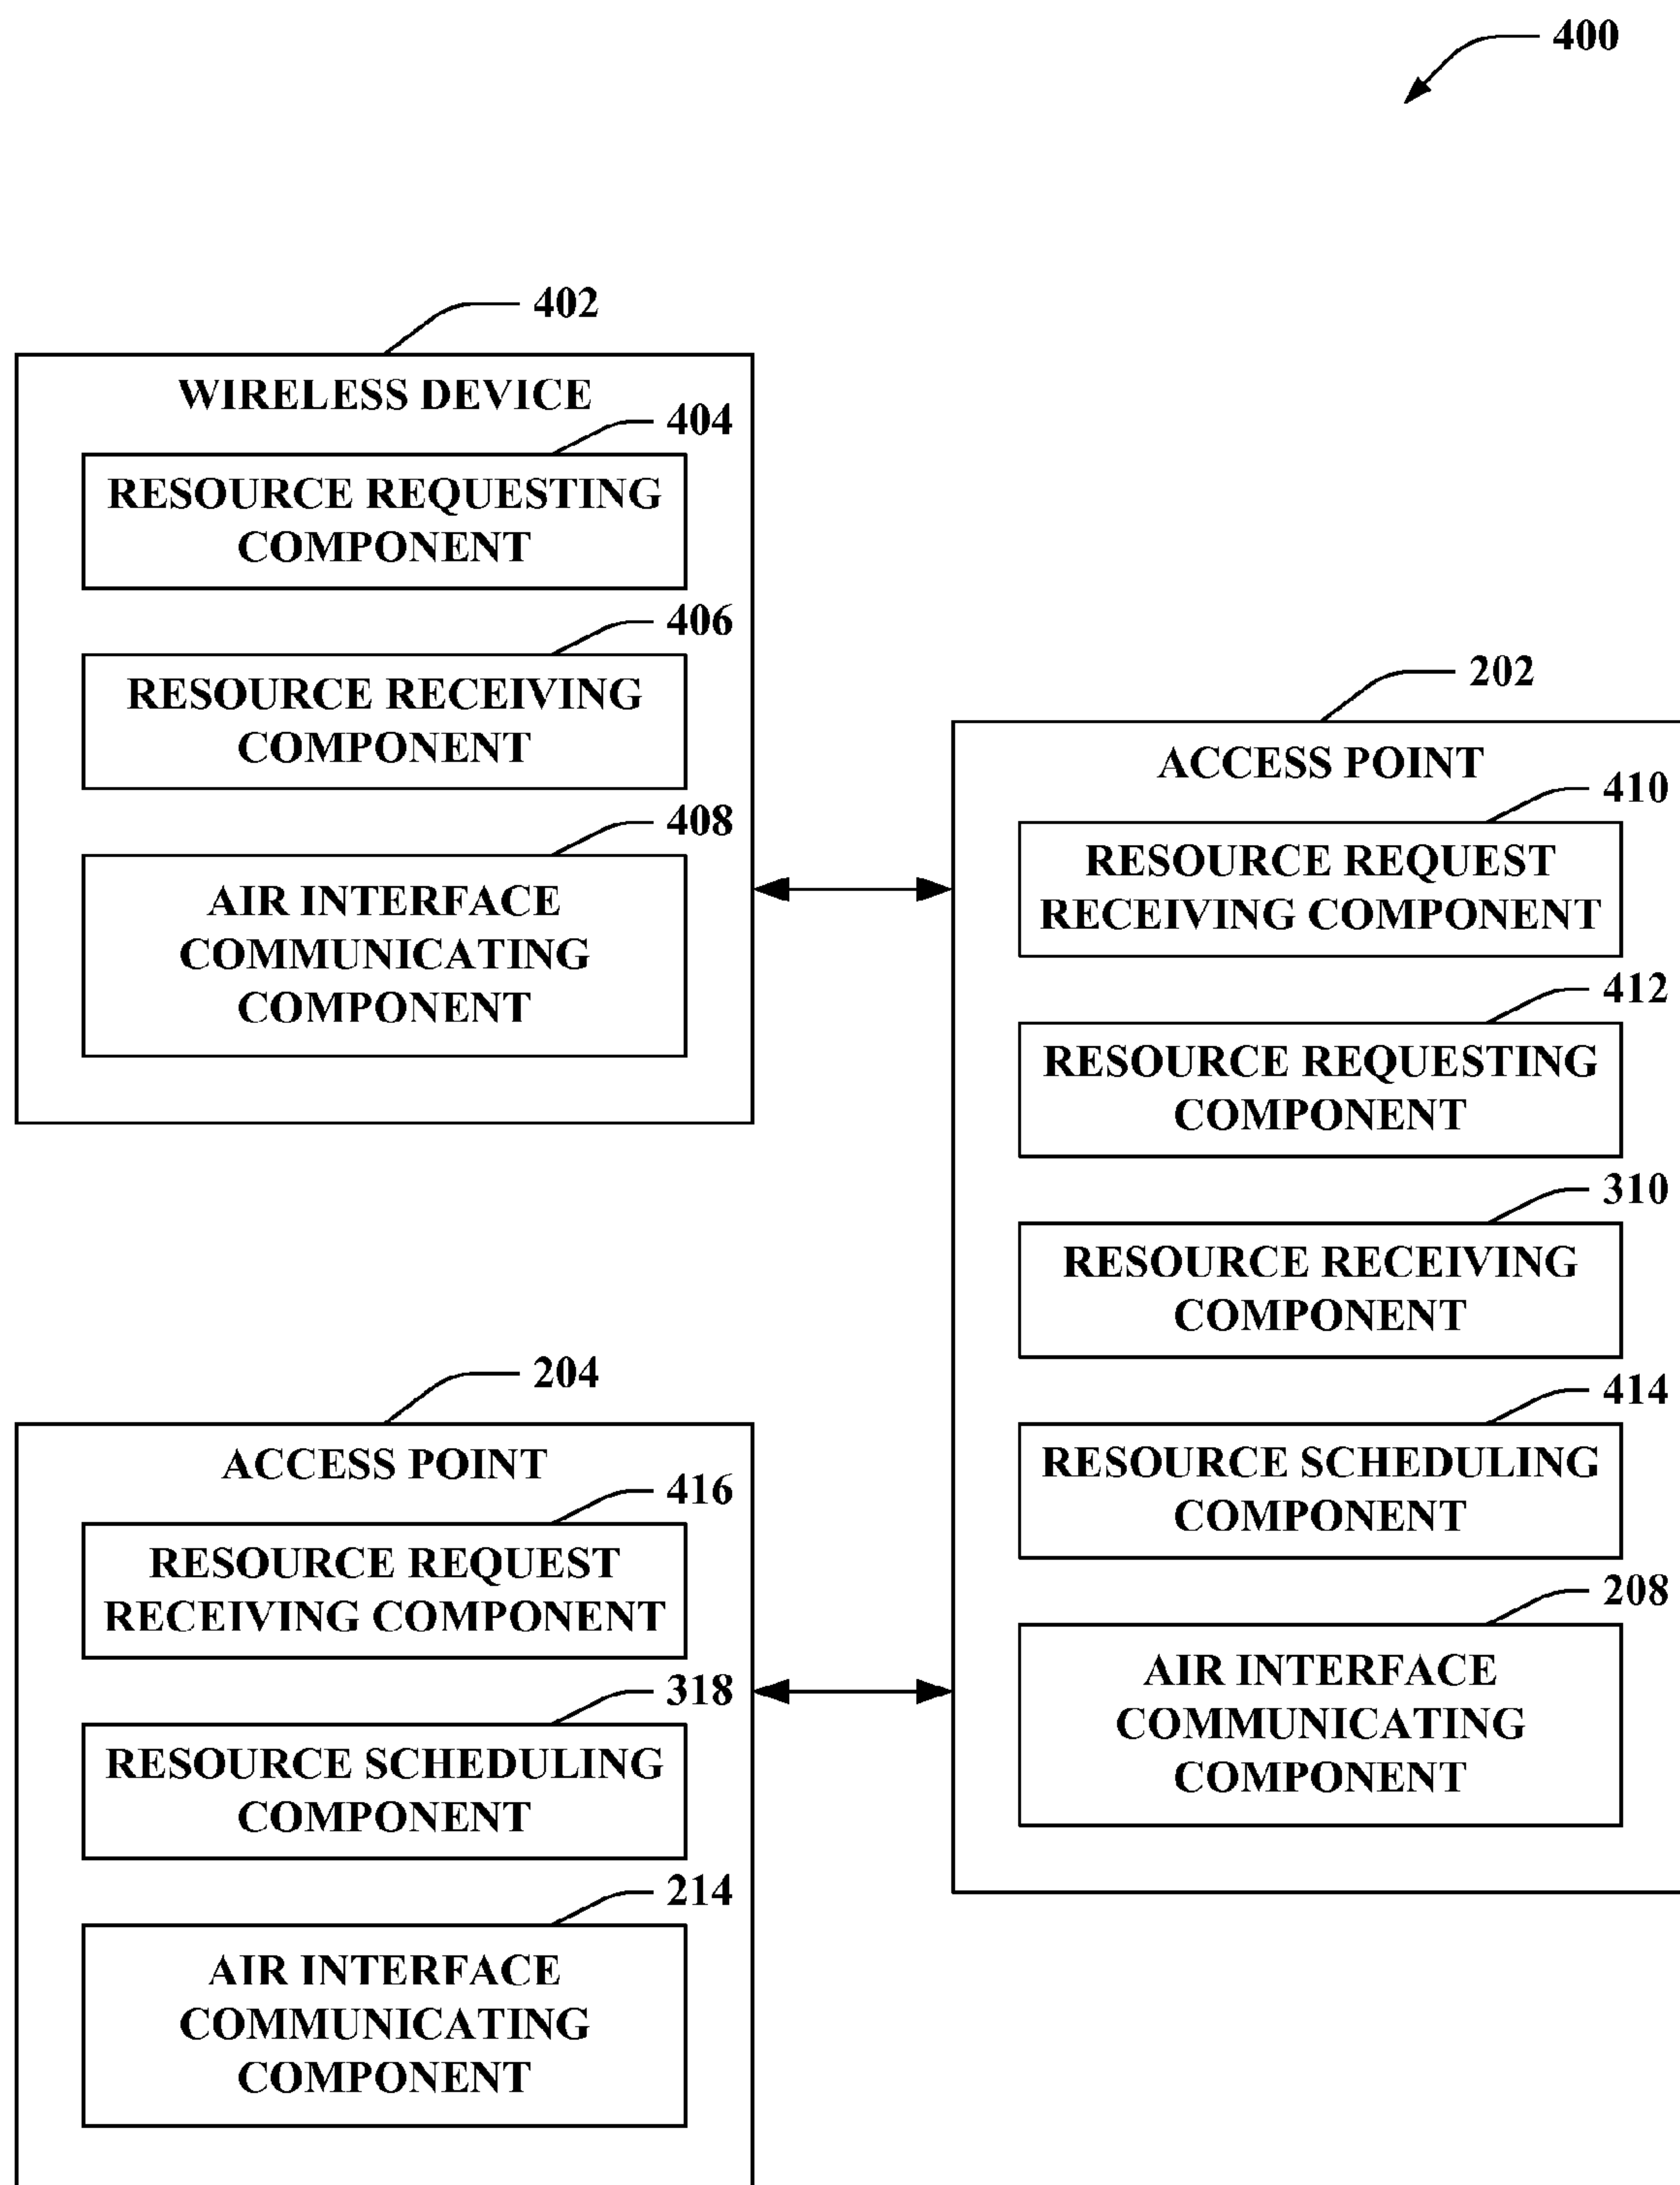 400
402
WIRELESS DEVICE
404
RESOURCE REQUESTING
COMPONENT
406
RESOURCE RECEIVING
COMPONENT
408
AIR INTERFACE
COMMUNICATING
COMPONENT
202
ACCESS POINT
410
RESOURCE REQUEST
RECEIVING COMPONENT
412
RESOURCE REQUESTING
COMPONENT
310
RESOURCE RECEIVING
COMPONENT
414
RESOURCE SCHEDULING
COMPONENT
208
AIR INTERFACE
COMMUNICATING
COMPONENT
204
ACCESS POINT
416
RESOURCE REQUEST
RECEIVING COMPONENT
318
RESOURCE SCHEDULING
COMPONENT
214
AIR INTERFACE
COMMUNICATING
COMPONENT